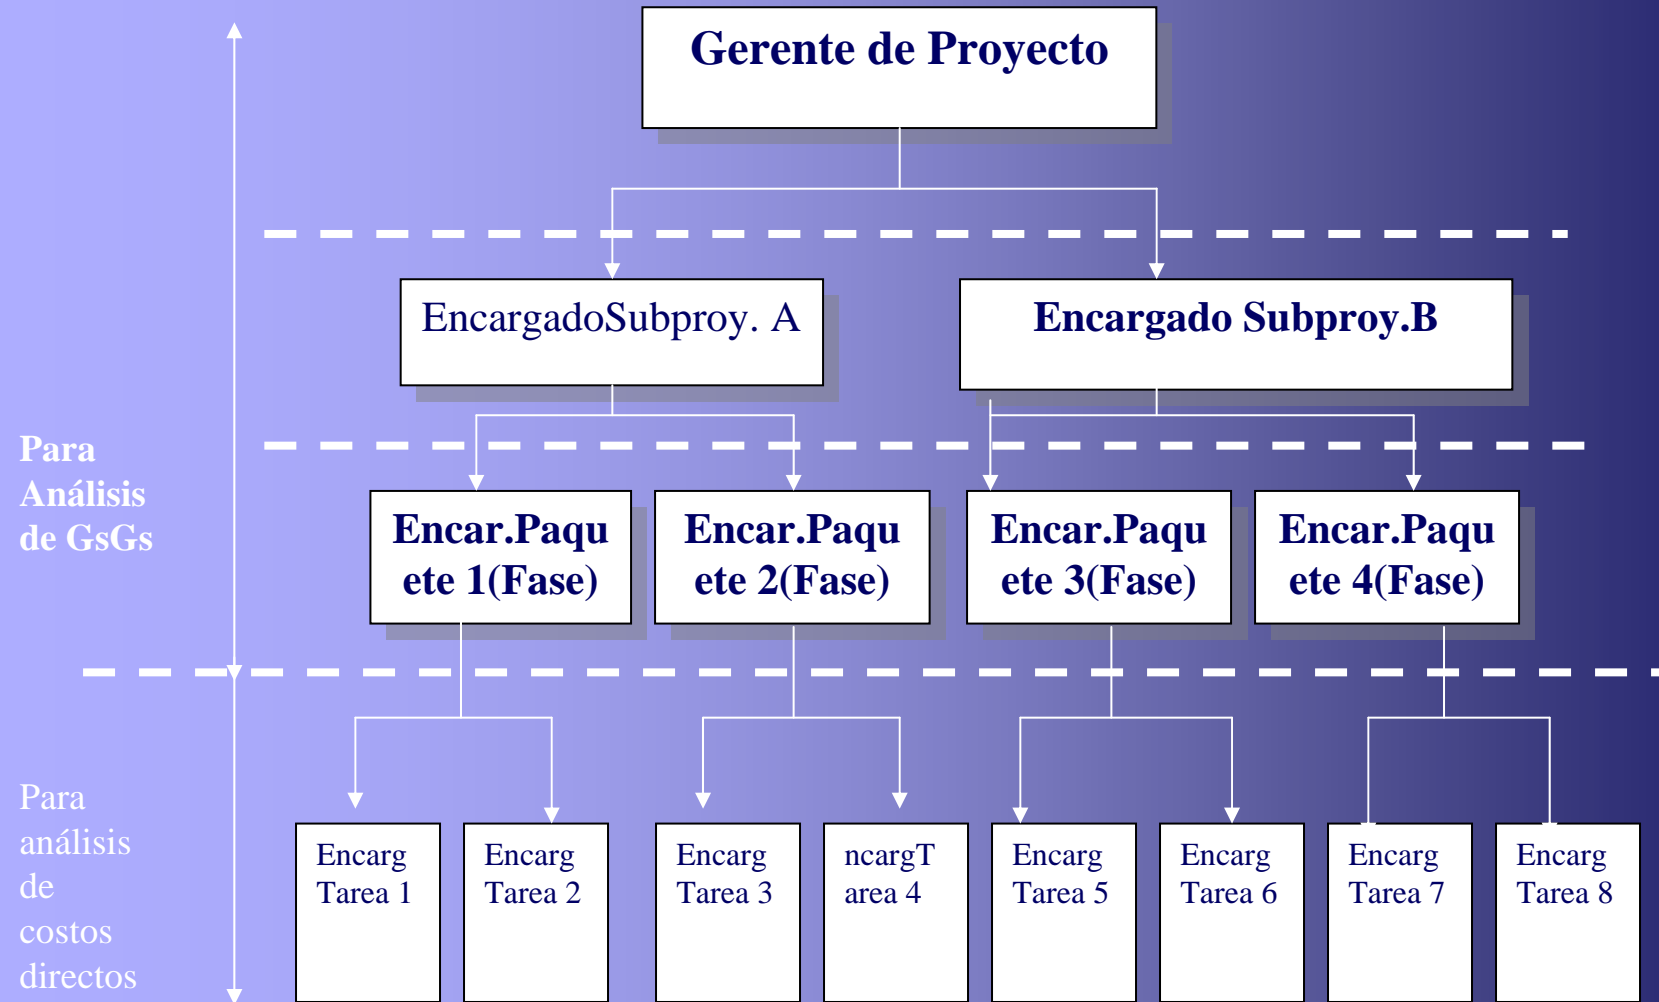 Gerente de Proyecto
EncargadoSubproy. A
Encargado Subproy.B
Para
Análisis
de GsGs
Encar.Paqu
ete 1(Fase)
Encar.Paqu
ete 2(Fase)
Encar.Paqu
ete 3(Fase)
Encar.Paqu
ete 4(Fase)
Para
análisis
de
costos
directos
Encarg
Tarea 1
Encarg
Tarea 2
Encarg
Tarea 3
ncargT
area 4
Encarg
Tarea 5
Encarg
Tarea 6
Encarg
Tarea 7
Encarg
Tarea 8